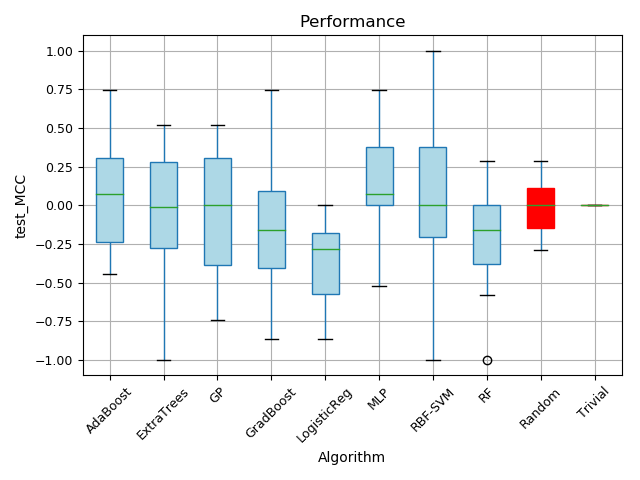 Performance
test_MCC
1.00
0.75
0.50
0.25
0.00
−0.25
−0.50
−0.75
−1.00
AdaBoost
ExtraTrees
GP
GradBoost
LogisticReg
MLP
RBF-SVM
RF
Random
Trivial
Algorithm